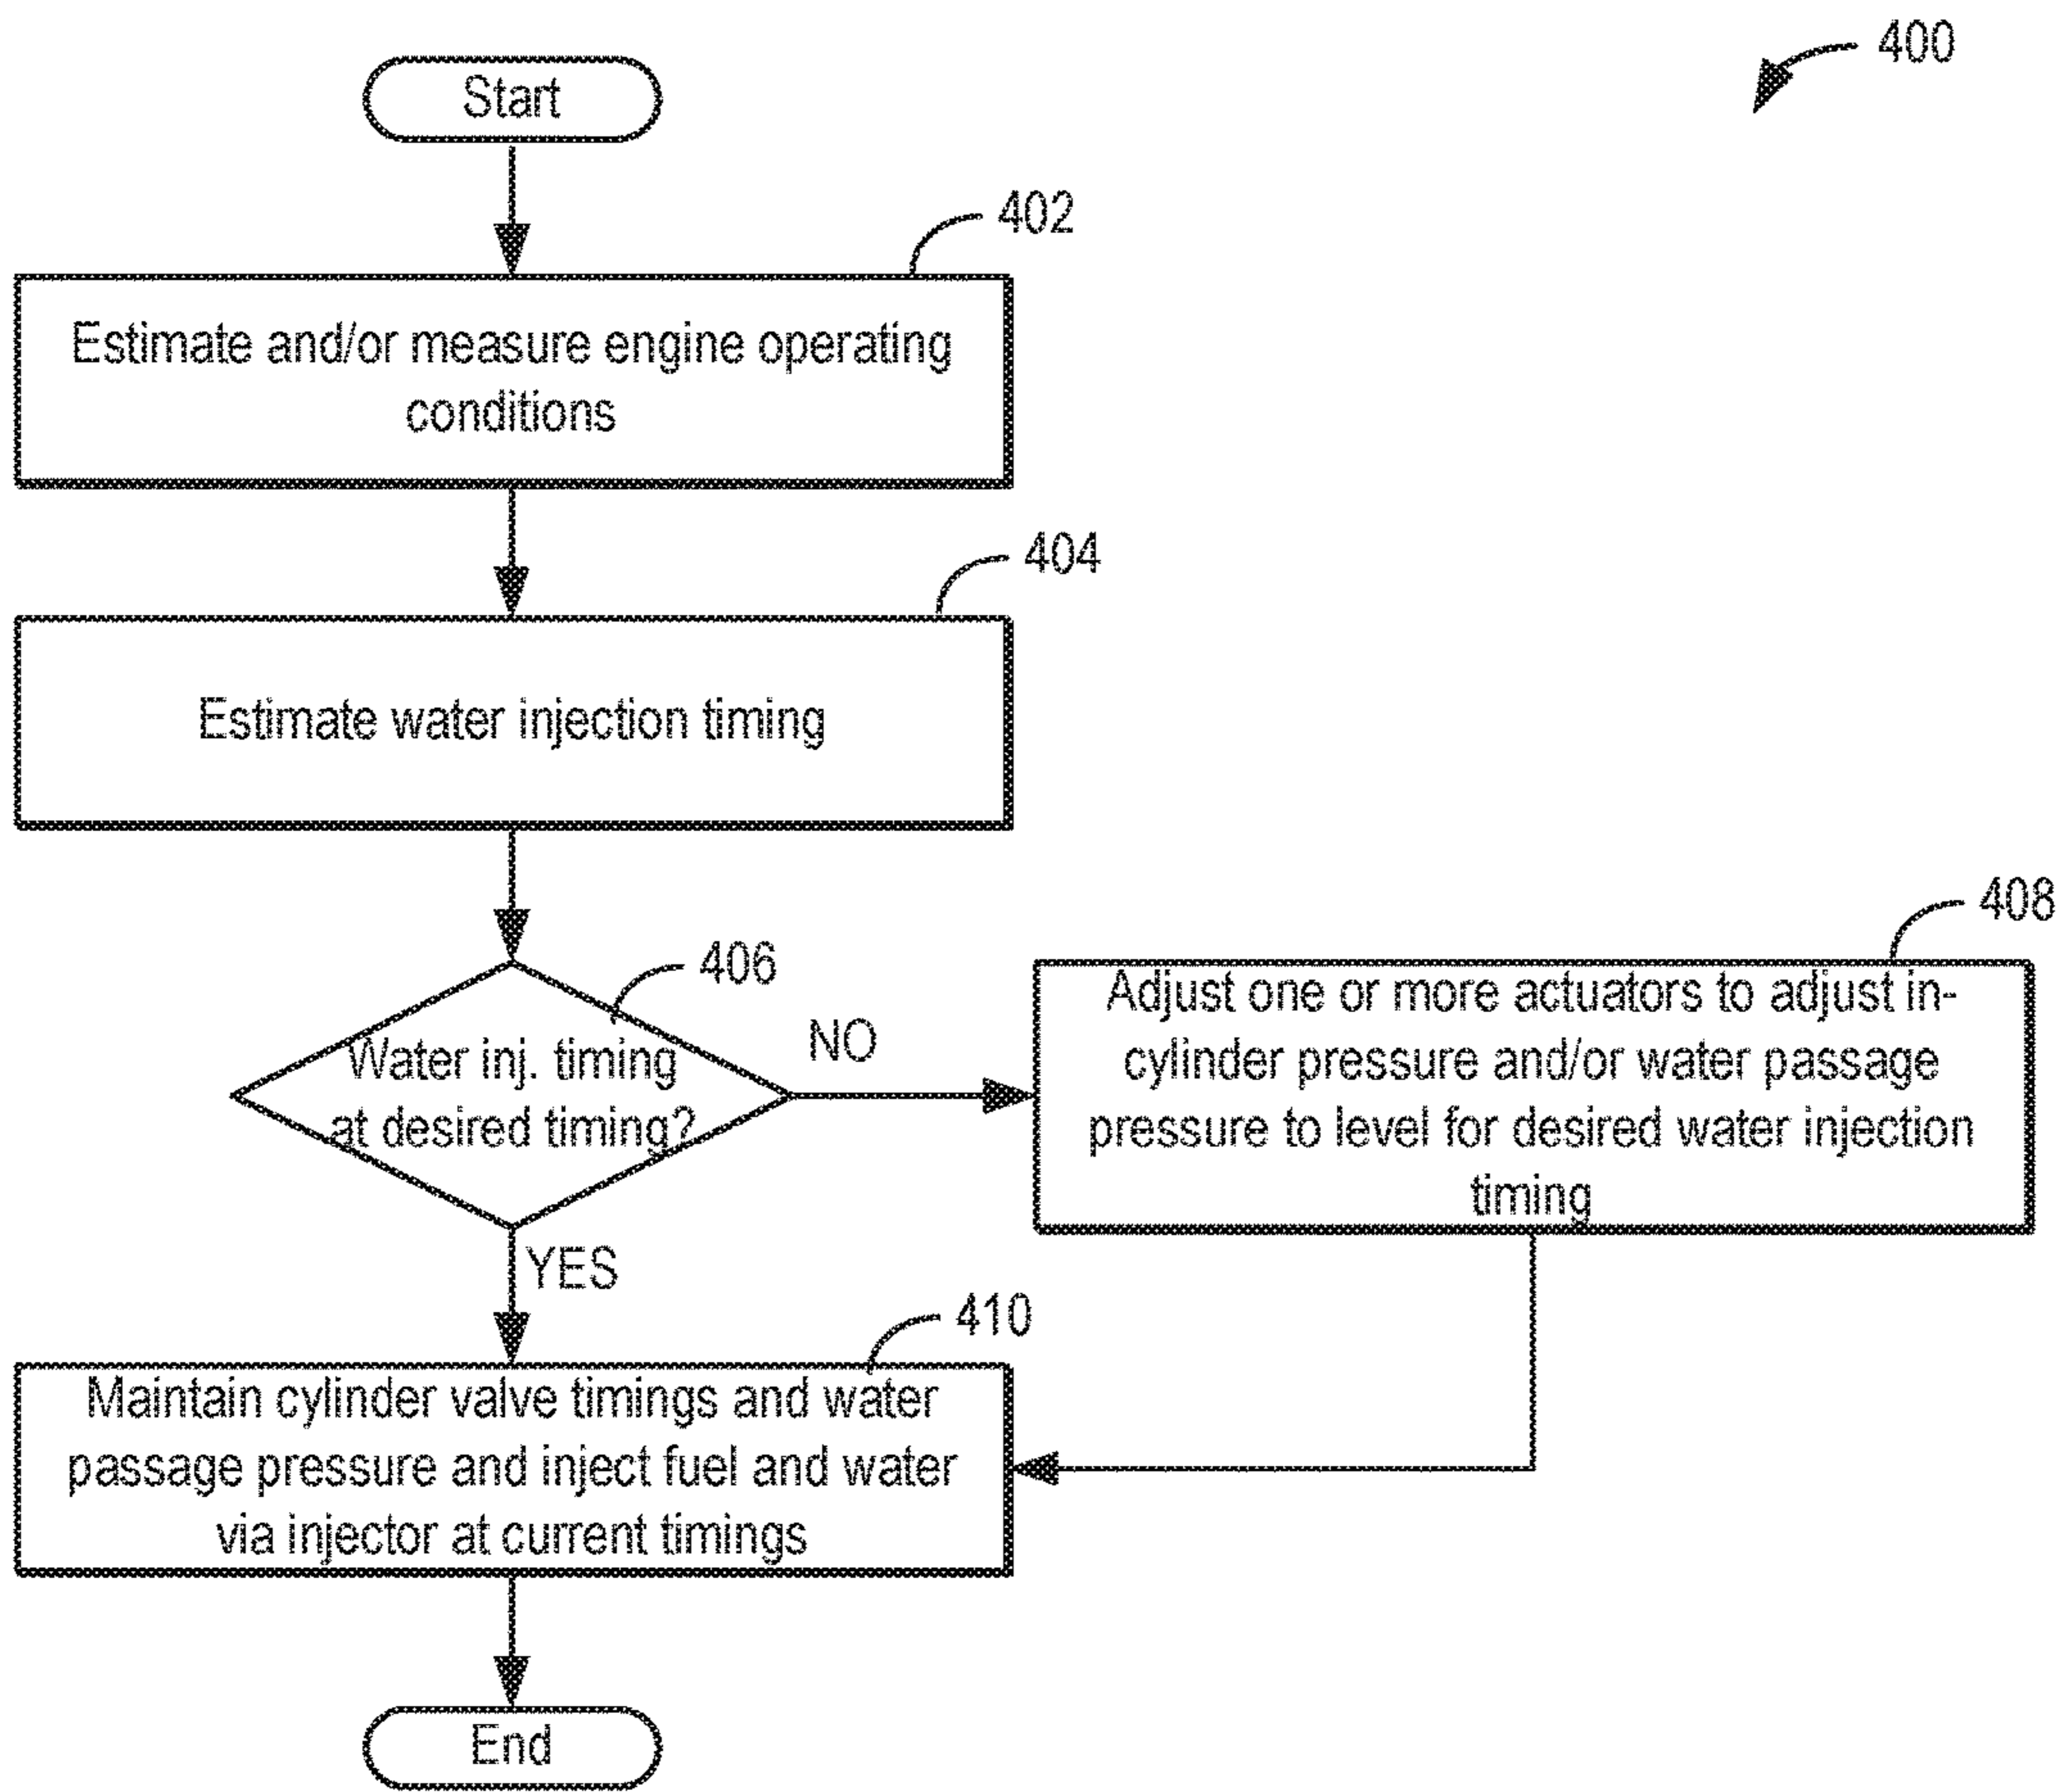 400
Start
402
Estimate and/or measure engine operating
conditions
404
Estimate water injection timing
406
Water inj. timing
at desired timing?
NO
408
Adjust one or more actuators to adjust in-
cylinder pressure and/or water passage
pressure to level for desired water injection
timing
YES
410
Maintain cylinder valve timings and water
passage pressure and inject fuel and water
via injector at current timings
End